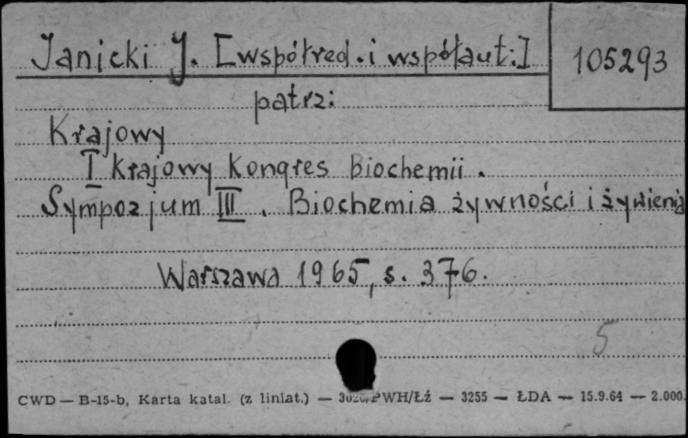 Janicki J. [współred. i współaut.]
105293
patrz:
Krajowy
I krajowy Kongres Biochemii.
Sympozjum III. Biochemia żywności i żywienia
Warszawa 1965, s. 376.
5
CWD — B-15-b, Karta katal. (z liniat.) — PWH/Łź — 3255 — ŁDA — 15.9.64 — 2.000.